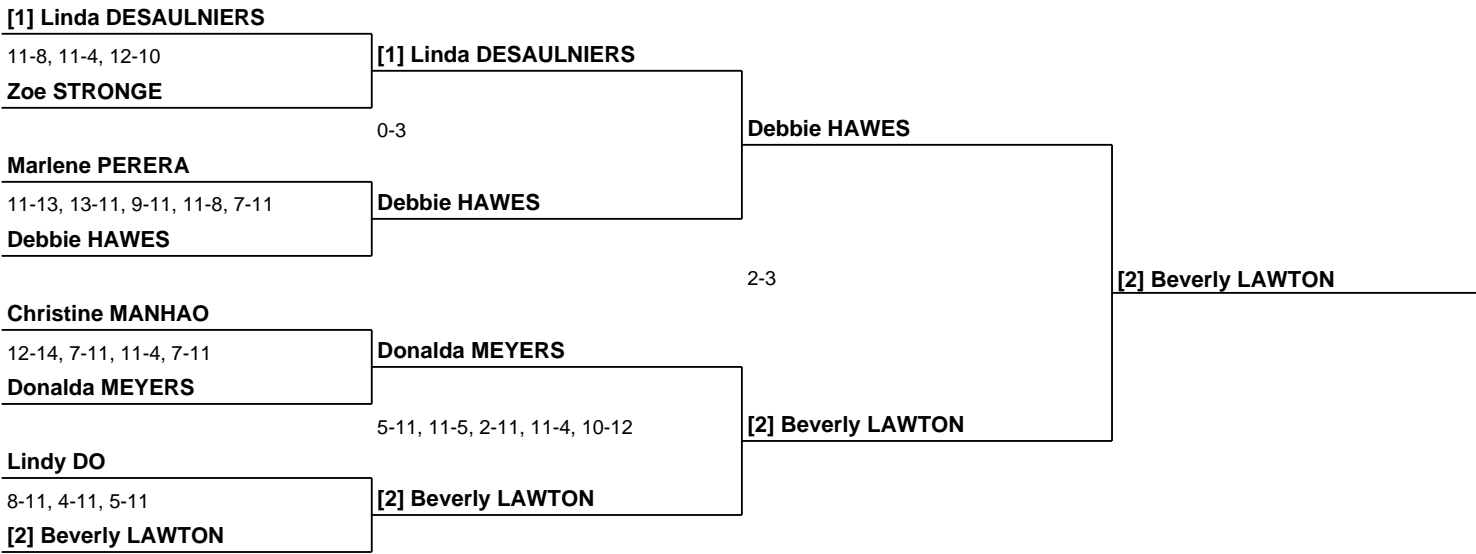 [1] Linda DESAULNIERS
11-8, 11-4, 12-10
[1] Linda DESAULNIERS
Zoe STRONGE
0-3
Debbie HAWES
Marlene PERERA
11-13, 13-11, 9-11, 11-8, 7-11
Debbie HAWES
Debbie HAWES
2-3
[2] Beverly LAWTON
Christine MANHAO
12-14, 7-11, 11-4, 7-11
Donalda MEYERS
Donalda MEYERS
5-11, 11-5, 2-11, 11-4, 10-12
[2] Beverly LAWTON
Lindy DO
8-11, 4-11, 5-11
[2] Beverly LAWTON
[2] Beverly LAWTON